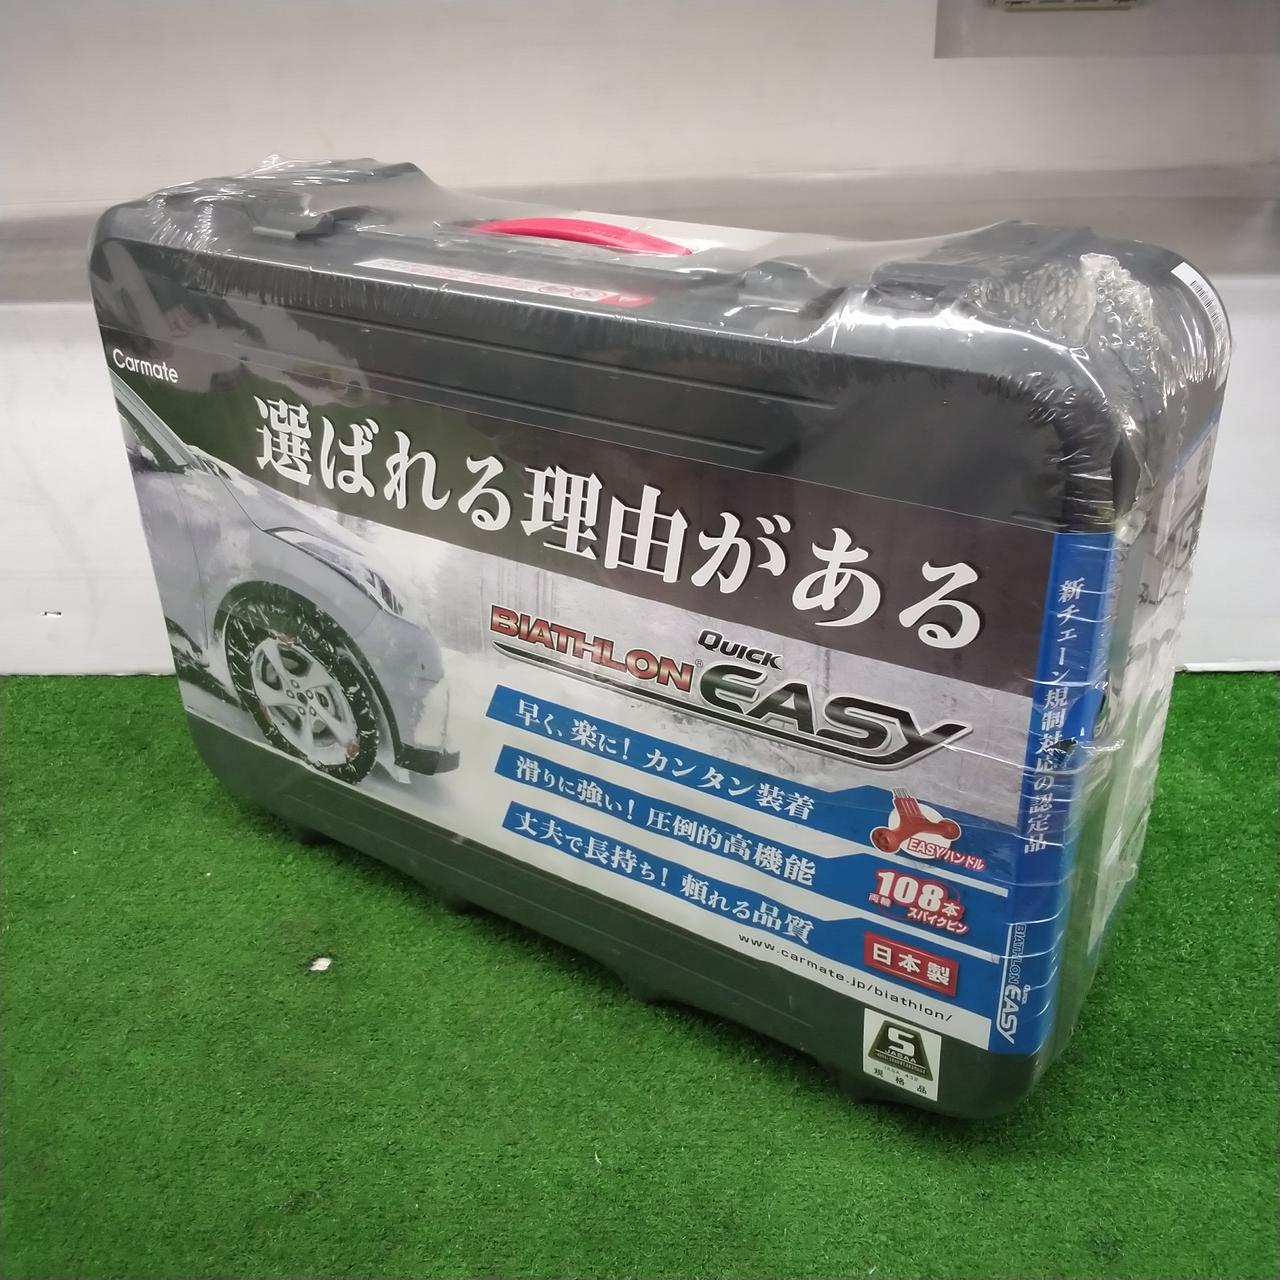 Carmate
選ばれる理由がある
BIATHLON® QUICK EASY
早く、楽に！カンタン装着
EASYハンドル
滑りに強い！圧倒的高機能
両輪 108本 スパイクピン
丈夫で長持ち！頼れる品質
日本製
www.carmate.jp/biathlon/
新チェーン規制対応の認定品
BIATHLON QUICK EASY
S
JASAA
規格品